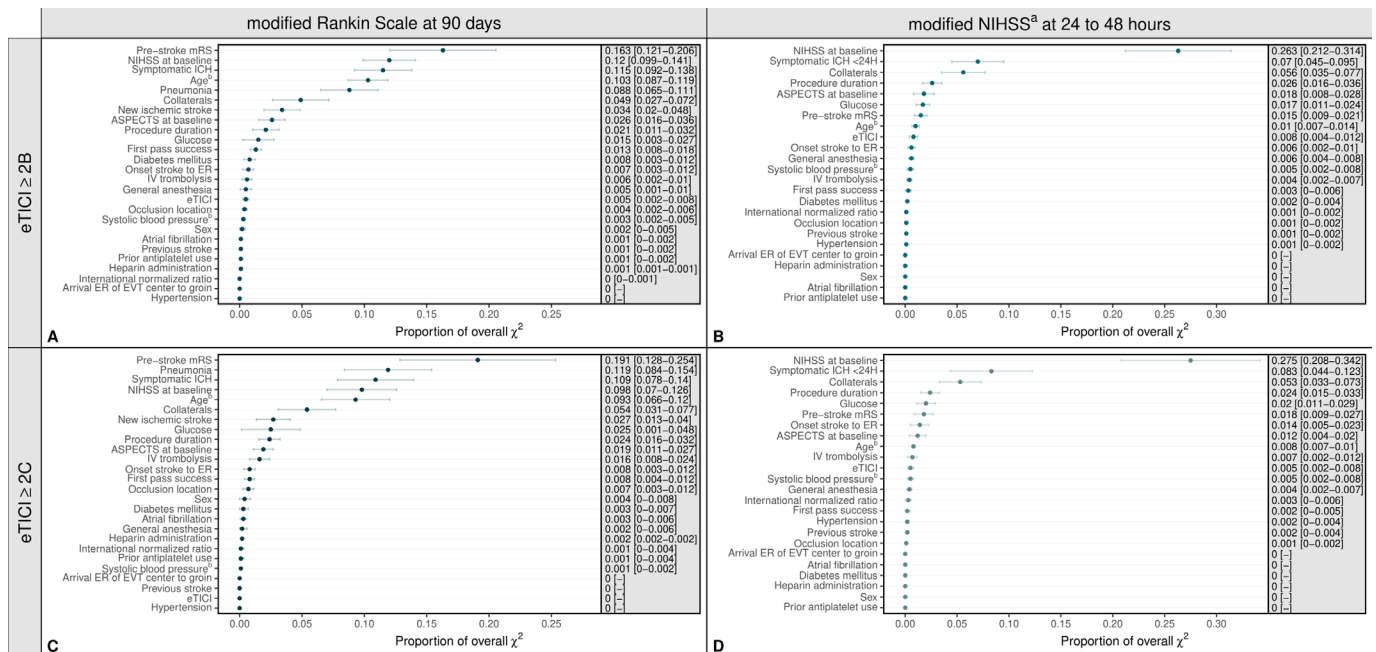 modified Rankin Scale at 90 days
modified NIHSSᵃ at 24 to 48 hours
eTICI ≥ 2B
Pre−stroke mRS 0.163 [0.121−0.206]
NIHSS at baseline 0.12 [0.099−0.141]
Symptomatic ICH 0.115 [0.092−0.138]
Ageᵇ 0.103 [0.087−0.119]
Pneumonia 0.088 [0.065−0.111]
Collaterals 0.049 [0.027−0.072]
New ischemic stroke 0.034 [0.02−0.048]
ASPECTS at baseline 0.026 [0.016−0.036]
Procedure duration 0.021 [0.011−0.032]
Glucose 0.015 [0.003−0.027]
First pass success 0.013 [0.008−0.018]
Diabetes mellitus 0.008 [0.003−0.012]
Onset stroke to ER 0.007 [0.003−0.012]
IV trombolysis 0.006 [0.002−0.01]
General anesthesia 0.005 [0.001−0.01]
eTICI 0.005 [0.002−0.008]
Occlusion location 0.004 [0.002−0.006]
Systolic blood pressureᵇ 0.003 [0.002−0.005]
Sex 0.002 [0−0.005]
Atrial fibrillation 0.001 [0−0.002]
Previous stroke 0.001 [0−0.002]
Prior antiplatelet use 0.001 [0−0.002]
Heparin administration 0.001 [0.001−0.001]
International normalized ratio 0 [0−0.001]
Arrival ER of EVT center to groin 0 [−]
Hypertension 0 [−]
0.00 0.05 0.10 0.15 0.20 0.25
Proportion of overall χ²
A
NIHSS at baseline 0.263 [0.212−0.314]
Symptomatic ICH <24H 0.07 [0.045−0.095]
Collaterals 0.056 [0.035−0.077]
Procedure duration 0.026 [0.016−0.036]
ASPECTS at baseline 0.018 [0.008−0.028]
Glucose 0.017 [0.011−0.024]
Pre−stroke mRS 0.015 [0.009−0.021]
Ageᵇ 0.01 [0.007−0.014]
eTICI 0.008 [0.004−0.012]
Onset stroke to ER 0.006 [0.002−0.01]
General anesthesia 0.006 [0.004−0.008]
Systolic blood pressureᵇ 0.005 [0.002−0.008]
IV trombolysis 0.004 [0.002−0.007]
First pass success 0.003 [0−0.006]
Diabetes mellitus 0.002 [0−0.004]
International normalized ratio 0.001 [0−0.002]
Occlusion location 0.001 [0−0.002]
Previous stroke 0.001 [0−0.002]
Hypertension 0.001 [0−0.002]
Arrival ER of EVT center to groin 0 [−]
Heparin administration 0 [−]
Sex 0 [−]
Atrial fibrillation 0 [−]
Prior antiplatelet use 0 [−]
0.00 0.05 0.10 0.15 0.20 0.25 0.30
Proportion of overall χ²
B
eTICI ≥ 2C
Pre−stroke mRS 0.191 [0.128−0.254]
Pneumonia 0.119 [0.084−0.154]
Symptomatic ICH 0.109 [0.078−0.14]
NIHSS at baseline 0.098 [0.07−0.126]
Ageᵇ 0.093 [0.066−0.12]
Collaterals 0.054 [0.031−0.077]
New ischemic stroke 0.027 [0.013−0.04]
Glucose 0.025 [0.001−0.048]
Procedure duration 0.024 [0.016−0.032]
ASPECTS at baseline 0.019 [0.011−0.027]
IV trombolysis 0.016 [0.008−0.024]
Onset stroke to ER 0.008 [0.003−0.012]
First pass success 0.008 [0.004−0.012]
Occlusion location 0.007 [0.003−0.012]
Sex 0.004 [0−0.008]
Diabetes mellitus 0.003 [0−0.007]
Atrial fibrillation 0.003 [0−0.006]
General anesthesia 0.002 [0−0.006]
Heparin administration 0.002 [0.002−0.002]
International normalized ratio 0.001 [0−0.004]
Prior antiplatelet use 0.001 [0−0.004]
Systolic blood pressureᵇ 0.001 [0−0.002]
Arrival ER of EVT center to groin 0 [−]
Previous stroke 0 [−]
eTICI 0 [−]
Hypertension 0 [−]
0.00 0.05 0.10 0.15 0.20 0.25
Proportion of overall χ²
C
NIHSS at baseline 0.275 [0.208−0.342]
Symptomatic ICH <24H 0.083 [0.044−0.123]
Collaterals 0.053 [0.033−0.073]
Procedure duration 0.024 [0.015−0.033]
Glucose 0.02 [0.011−0.029]
Pre−stroke mRS 0.018 [0.009−0.027]
Onset stroke to ER 0.014 [0.005−0.023]
ASPECTS at baseline 0.012 [0.004−0.02]
Ageᵇ 0.008 [0.007−0.01]
IV trombolysis 0.007 [0.002−0.012]
eTICI 0.005 [0.002−0.008]
Systolic blood pressureᵇ 0.005 [0.002−0.008]
General anesthesia 0.004 [0.002−0.007]
International normalized ratio 0.003 [0−0.006]
First pass success 0.002 [0−0.005]
Hypertension 0.002 [0−0.004]
Previous stroke 0.002 [0−0.004]
Occlusion location 0.001 [0−0.002]
Arrival ER of EVT center to groin 0 [−]
Atrial fibrillation 0 [−]
Diabetes mellitus 0 [−]
Heparin administration 0 [−]
Sex 0 [−]
Prior antiplatelet use 0 [−]
0.00 0.05 0.10 0.15 0.20 0.25 0.30
Proportion of overall χ²
D